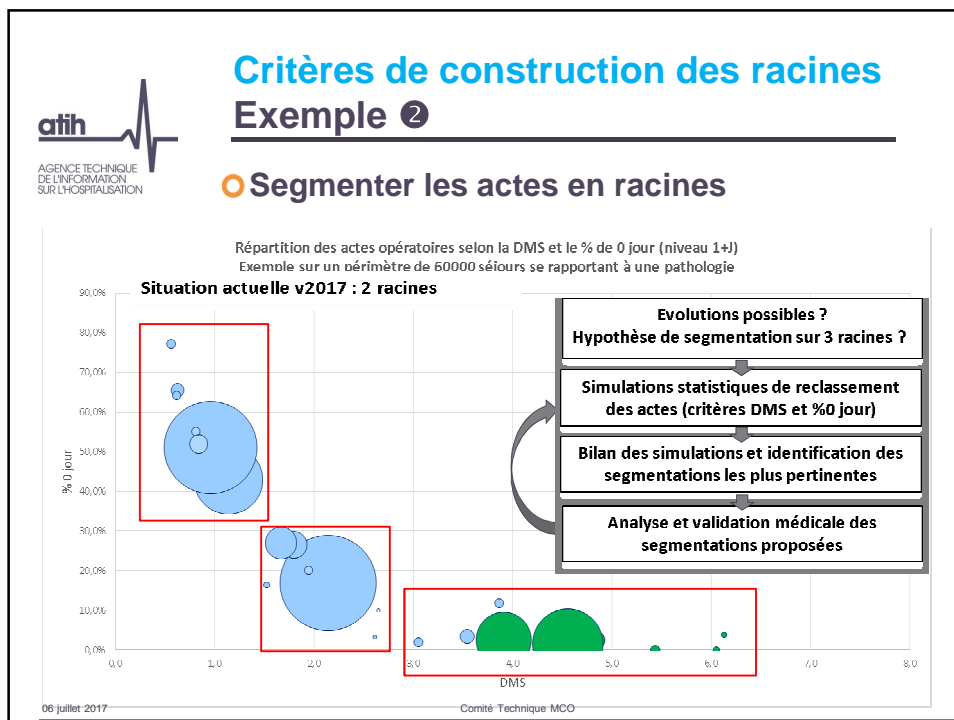 Critères de construction des racines
Exemple ❷
atih
AGENCE TECHNIQUE
DE L'INFORMATION
SUR L'HOSPITALISATION
Segmenter les actes en racines
Répartition des actes opératoires selon la DMS et le % de 0 jour (niveau 1+J)
Exemple sur un périmètre de 60000 séjours se rapportant à une pathologie
Situation actuelle v2017 : 2 racines
90,0%
80,0%
70,0%
60,0%
50,0%
40,0%
30,0%
20,0%
10,0%
0,0%
% 0 jour
0,0
1,0
2,0
3,0
4,0
5,0
6,0
7,0
8,0
DMS
Evolutions possibles ?
Hypothèse de segmentation sur 3 racines ?
Simulations statistiques de reclassement
des actes (critères DMS et %0 jour)
Bilan des simulations et identification des
segmentations les plus pertinentes
Analyse et validation médicale des
segmentations proposées
06 juillet 2017
Comité Technique MCO